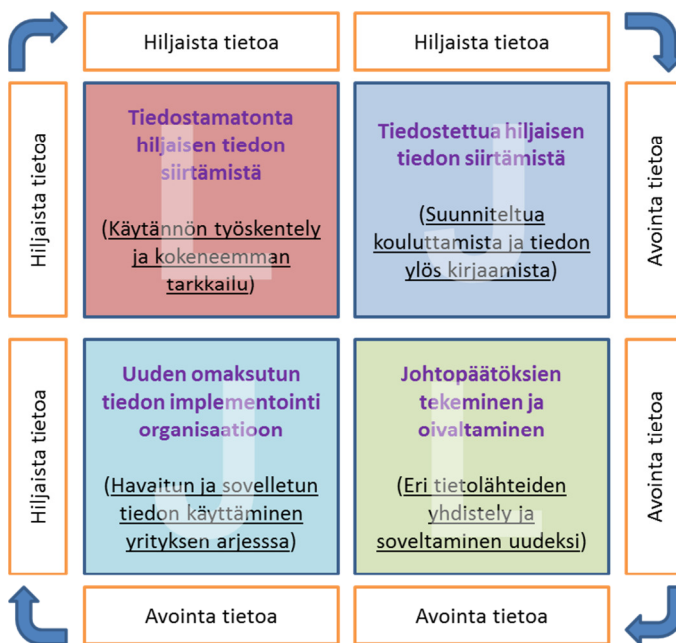 Hiljaista tietoa
Hiljaista tietoa
Hiljaista tietoa
Tiedostamatonta
hiljaisen tiedon
siirtämistä
(Käytännön työskentely
ja kokeneemman
tarkkailu)
L
Tiedostettua hiljaisen
tiedon siirtämistä
(Suunniteltua
kouluttamista ja tiedon
ylös kirjaamista)
J
Avointa tietoa
Hiljaista tietoa
Uuden omaksutun
tiedon implementointi
organisaatioon
(Havaitun ja sovelletun
tiedon käyttäminen
yrityksen arjesssa)
J
Johtopäätöksien
tekeminen ja
oivaltaminen
(Eri tietolähteiden
yhdistely ja
soveltaminen uudeksi)
L
Avointa tietoa
Avointa tietoa
Avointa tietoa